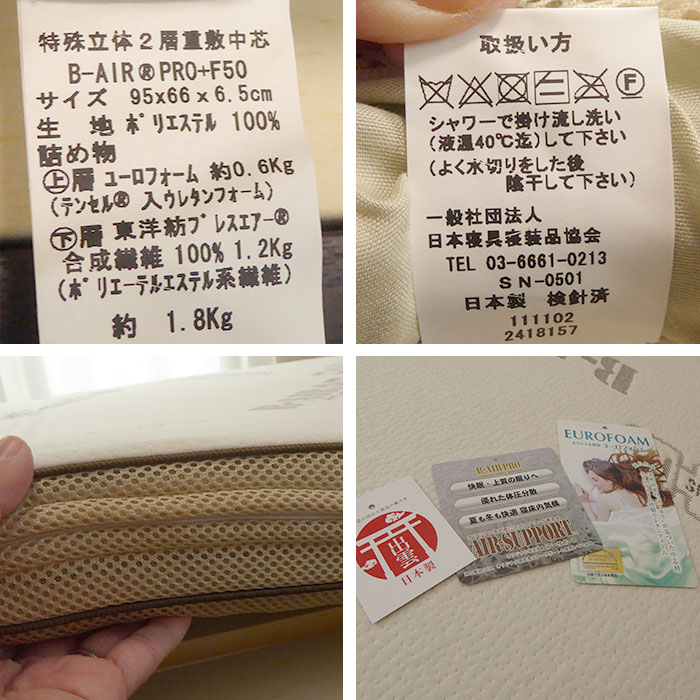 特殊立体2層重敷中芯
B-AIR®PRO+F50
サイズ 95x66x6.5cm
生 地 ポリエステル 100%
詰め物
上層 ユーロフォーム 約0.6Kg
(テンセル® 入ウレタンフォーム)
下層 東洋紡ブレスエアー®
合成繊維 100% 1.2Kg
(ポリエーテルエステル系繊維)
約 1.8Kg
取扱い方
F
シャワーで掛け流し洗い
(液温40℃迄)して下さい
(よく水切りをした後
陰干して下さい)
一般社団法人
日本寝具寝装品協会
TEL 03-6661-0213
SN-0501
日本製 検針済
111102
2418157
出雲
日本製
B-AIR PRO
快眠・上質の眠りへ
優れた体圧分散
夏も冬も快適 寝床内気候
AIR SUPPORT
EUROFOAM
ユーロフォーム